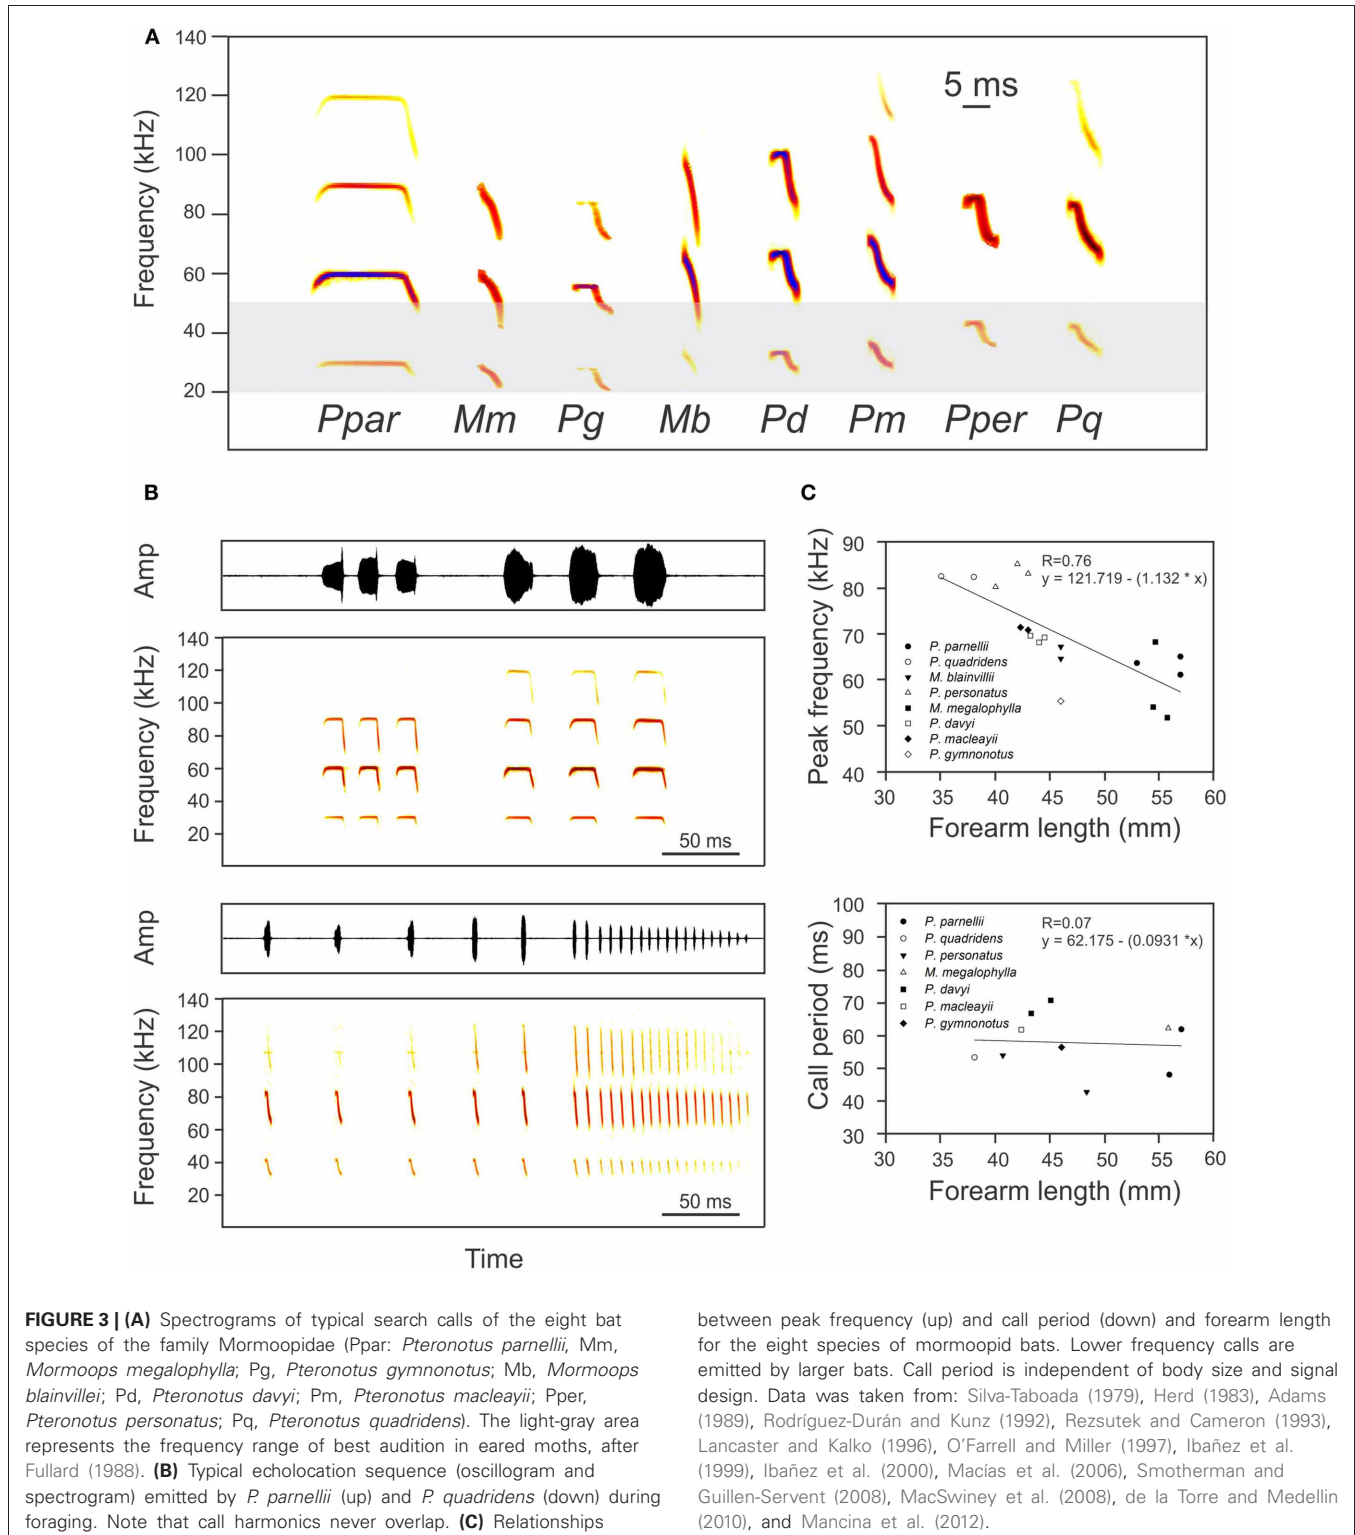 A
140
120
100
80
60
40
20
Frequency (kHz)
5 ms
Ppar Mm Pg Mb Pd Pm Pper Pq
B
Amp
140
120
100
80
60
40
20
Frequency (kHz)
50 ms
Amp
140
120
100
80
60
40
20
Frequency (kHz)
50 ms
Time
C
Peak frequency (kHz)
90
80
70
60
50
40
R=0.76
y = 121.719 - (1.132 * x)
P. parnellii
P. quadridens
M. blainvillii
P. personatus
M. megalophylla
P. davyi
P. macleayii
P. gymnonotus
30 35 40 45 50 55 60
Forearm length (mm)
Call period (ms)
100
90
80
70
60
50
40
30
R=0.07
y = 62.175 - (0.0931 *x)
P. parnellii
P. quadridens
P. personatus
M. megalophylla
P. davyi
P. macleayii
P. gymnonotus
30 35 40 45 50 55 60
Forearm length (mm)
FIGURE 3 | (A) Spectrograms of typical search calls of the eight bat
species of the family Mormoopidae (Ppar: Pteronotus parnellii, Mm,
Mormoops megalophylla; Pg, Pteronotus gymnonotus; Mb, Mormoops
blainvillei; Pd, Pteronotus davyi; Pm, Pteronotus macleayii; Pper,
Pteronotus personatus; Pq, Pteronotus quadridens). The light-gray area
represents the frequency range of best audition in eared moths, after
Fullard (1988). (B) Typical echolocation sequence (oscillogram and
spectrogram) emitted by P. parnellii (up) and P. quadridens (down) during
foraging. Note that call harmonics never overlap. (C) Relationships
between peak frequency (up) and call period (down) and forearm length
for the eight species of mormoopid bats. Lower frequency calls are
emitted by larger bats. Call period is independent of body size and signal
design. Data was taken from: Silva-Taboada (1979), Herd (1983), Adams
(1989), Rodríguez-Durán and Kunz (1992), Rezsutek and Cameron (1993),
Lancaster and Kalko (1996), O'Farrell and Miller (1997), Ibañez et al.
(1999), Ibañez et al. (2000), Macías et al. (2006), Smotherman and
Guillen-Servent (2008), MacSwiney et al. (2008), de la Torre and Medellin
(2010), and Mancina et al. (2012).